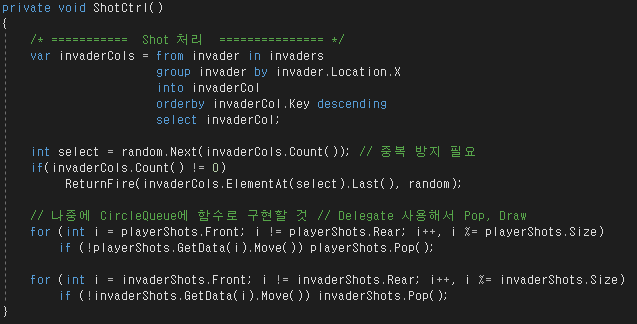 private void ShotCtrl()
{
/* =========== Shot 처리 =============== */
var invaderCols = from invader in invaders
group invader by invader.Location.X
into invaderCol
orderby invaderCol.Key descending
select invaderCol;
int select = random.Next(invaderCols.Count()); // 중복 방지 필요
if(invaderCols.Count() != 0)
ReturnFire(invaderCols.ElementAt(select).Last(), random);
// 나중에 CircleQueue에 함수로 구현할 것 // Delegate 사용해서 Pop, Draw
for (int i = playerShots.Front; i != playerShots.Rear; i++, i %= playerShots.Size)
if (!playerShots.GetData(i).Move()) playerShots.Pop();
for (int i = invaderShots.Front; i != invaderShots.Rear; i++, i %= invaderShots.Size)
if (!invaderShots.GetData(i).Move()) invaderShots.Pop();
}